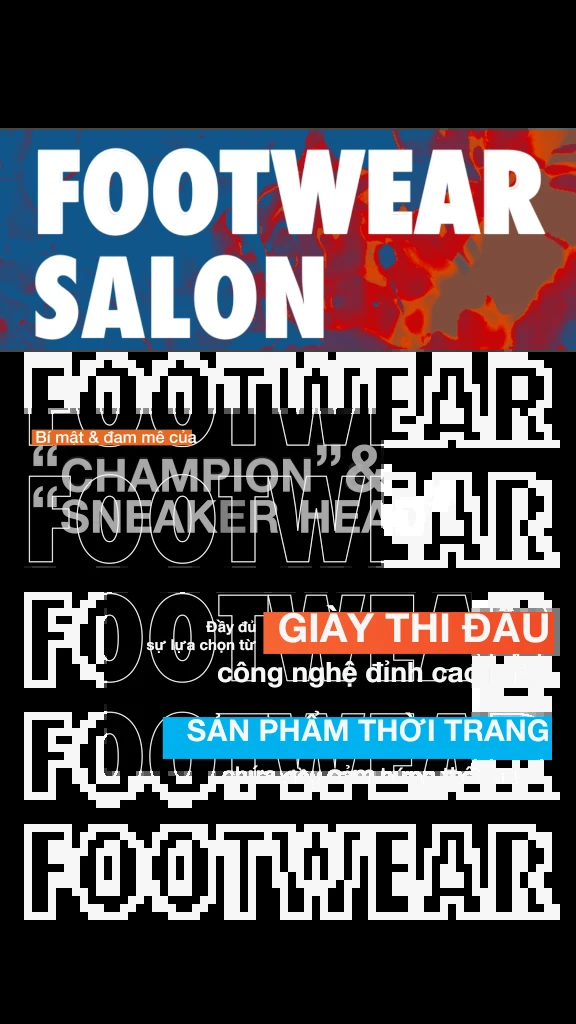 FOOTWEAR
SALON
FOOTWEAR
Bí mật & đam mê của
“CHAMPION”&
“SNEAKER HEAD”
FOOTWEAR
FOOTWEAR
Đầy đủ
sự lựa chọn từ
GIÀY THI ĐẤU
công nghệ đỉnh cao
FOOTWEAR
SẢN PHẨM THỜI TRANG
FOOTWEAR